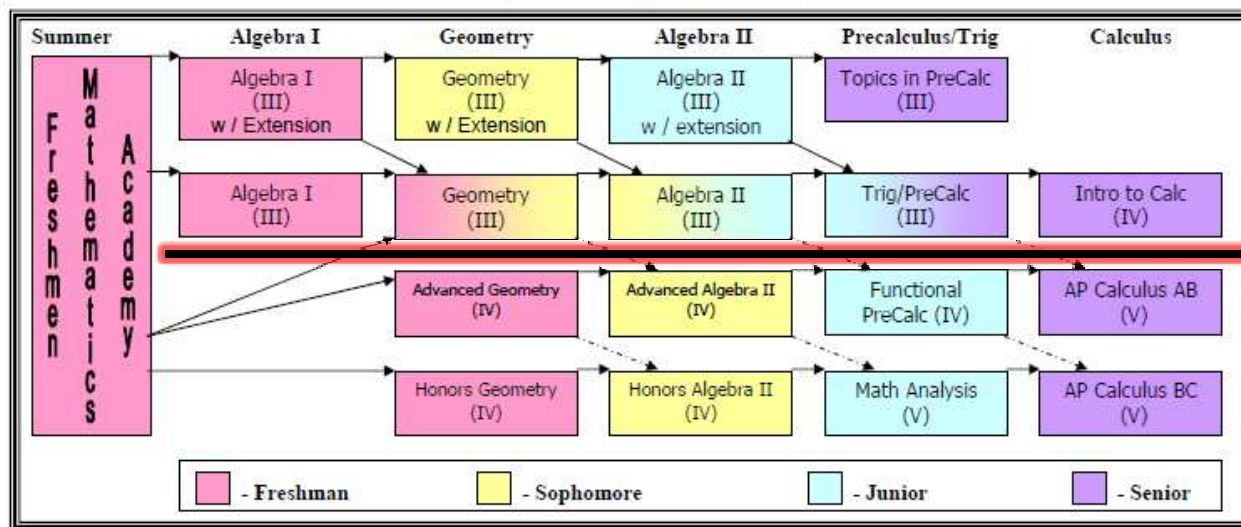 Summer Algebra I Geometry Algebra II Precalculus/Trig Calculus
Freshmen
Mathematics
Academy
Algebra I
(III)
w / Extension
Geometry
(III)
w / Extension
Algebra II
(III)
w / extension
Topics in PreCalc
(III)
Algebra I
(III)
Geometry
(III)
Algebra II
(III)
Trig/PreCalc
(III)
Intro to Calc
(IV)
Advanced Geometry
(IV)
Advanced Algebra II
(IV)
Functional
PreCalc (IV)
AP Calculus AB
(V)
Honors Geometry
(IV)
Honors Algebra II
(IV)
Math Analysis
(V)
AP Calculus BC
(V)
- Freshman - Sophomore - Junior - Senior